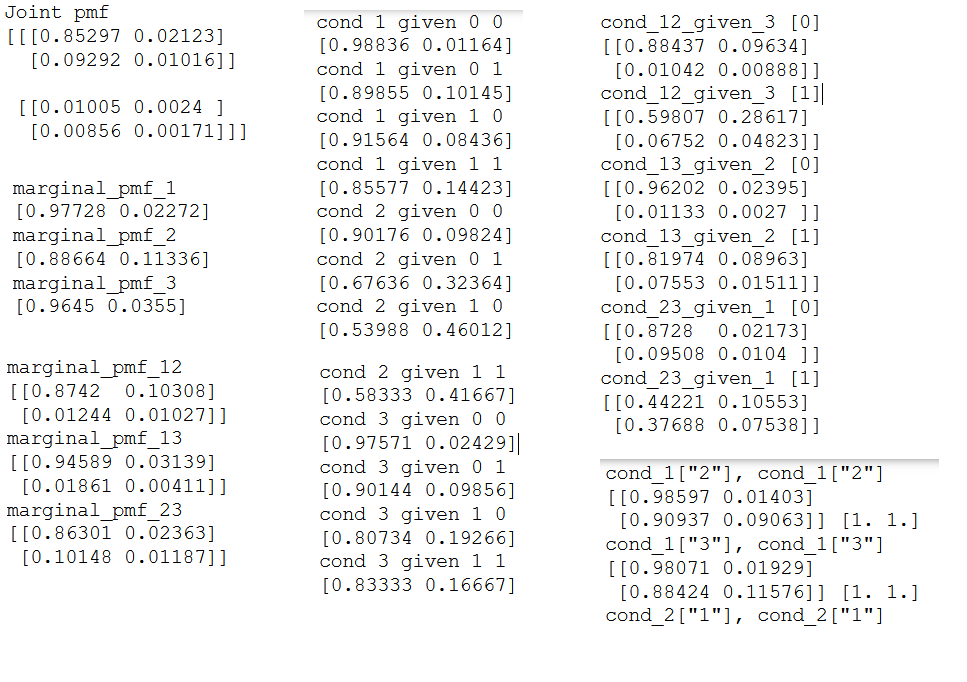 Joint pmf
[[[0.85297 0.02123]
[0.09292 0.01016]]
[[0.01005 0.0024 ]
[0.00856 0.00171]]]
marginal_pmf_1
[0.97728 0.02272]
marginal_pmf_2
[0.88664 0.11336]
marginal_pmf_3
[0.9645 0.0355]
marginal_pmf_12
[[0.8742  0.10308]
[0.01244 0.01027]]
marginal_pmf_13
[[0.94589 0.03139]
[0.01861 0.00411]]
marginal_pmf_23
[[0.86301 0.02363]
[0.10148 0.01187]]
cond 1 given 0 0
[0.98836 0.01164]
cond 1 given 0 1
[0.89855 0.10145]
cond 1 given 1 0
[0.91564 0.08436]
cond 1 given 1 1
[0.85577 0.14423]
cond 2 given 0 0
[0.90176 0.09824]
cond 2 given 0 1
[0.67636 0.32364]
cond 2 given 1 0
[0.53988 0.46012]
cond 2 given 1 1
[0.58333 0.41667]
cond 3 given 0 0
[0.97571 0.02429]
cond 3 given 0 1
[0.90144 0.09856]
cond 3 given 1 0
[0.80734 0.19266]
cond 3 given 1 1
[0.83333 0.16667]
cond_12_given_3 [0]
[[0.88437 0.09634]
[0.01042 0.00888]]
cond_12_given_3 [1]
[[0.59807 0.28617]
[0.06752 0.04823]]
cond_13_given_2 [0]
[[0.96202 0.02395]
[0.01133 0.0027 ]]
cond_13_given_2 [1]
[[0.81974 0.08963]
[0.07553 0.01511]]
cond_23_given_1 [0]
[[0.8728  0.02173]
[0.09508 0.0104 ]]
cond_23_given_1 [1]
[[0.44221 0.10553]
[0.37688 0.07538]]
cond_1["2"], cond_1["2"]
[[0.98597 0.01403]
[0.90937 0.09063]] [1. 1.]
cond_1["3"], cond_1["3"]
[[0.98071 0.01929]
[0.88424 0.11576]] [1. 1.]
cond_2["1"], cond_2["1"]